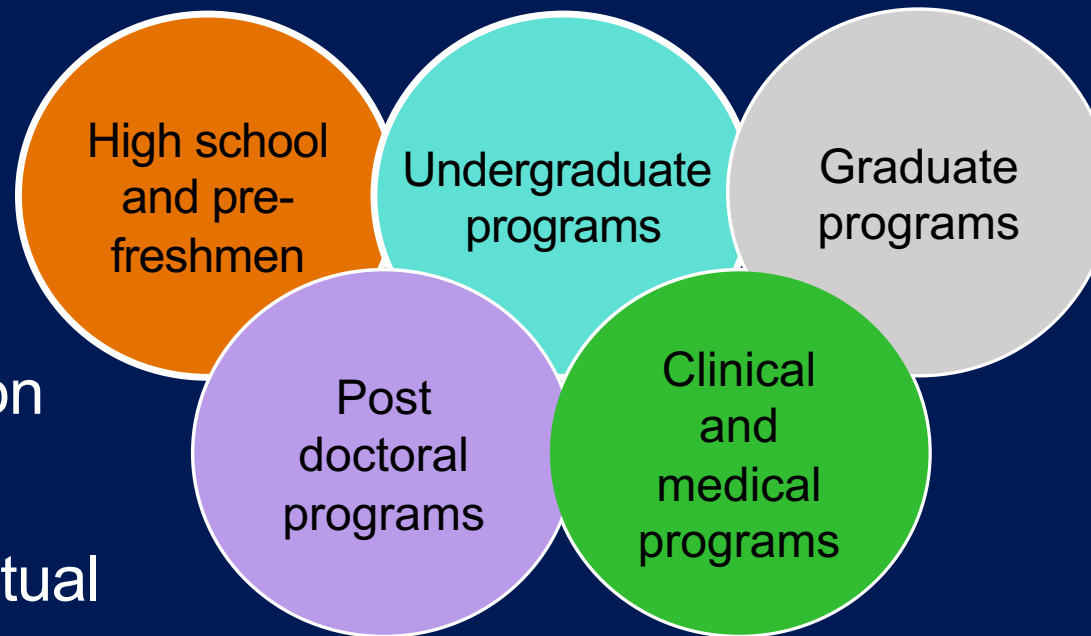 High school
and pre-
freshmen
Undergraduate
programs
Graduate
programs
Post
doctoral
programs
Clinical
and
medical
programs